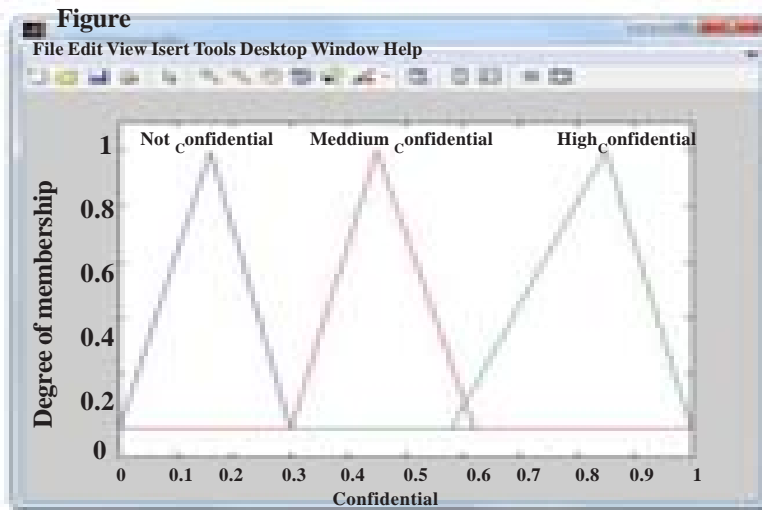 Figure
File Edit View Isert Tools Desktop Window Help
Not Confidential Meddium Confidential High Confidential
1
0.8
0.6
0.4
0.2
0
Degree of membership
0 0.1 0.2 0.3 0.4 0.5 0.6 0.7 0.8 0.9 1
Confidential